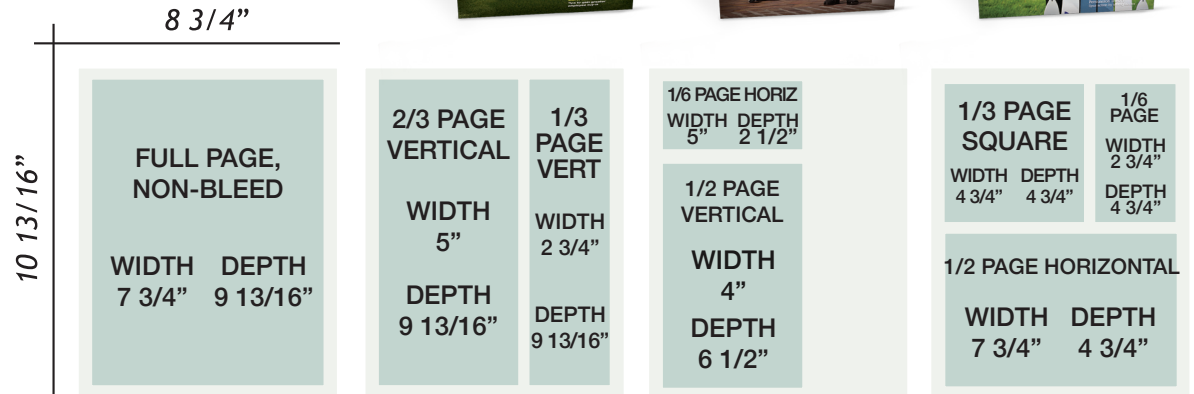 8 3/4”
10 13/16”
FULL PAGE,
NON-BLEED
WIDTH DEPTH
7 3/4” 9 13/16”
2/3 PAGE
VERTICAL
WIDTH
5”
DEPTH
9 13/16”
1/3
PAGE
VERT
WIDTH
2 3/4”
DEPTH
9 13/16”
1/6 PAGE HORIZ
WIDTH DEPTH
5” 2 1/2”
1/2 PAGE
VERTICAL
WIDTH
4”
DEPTH
6 1/2”
1/3 PAGE
SQUARE
WIDTH DEPTH
4 3/4” 4 3/4”
1/6
PAGE
WIDTH
2 3/4”
DEPTH
4 3/4”
1/2 PAGE HORIZONTAL
WIDTH DEPTH
7 3/4” 4 3/4”